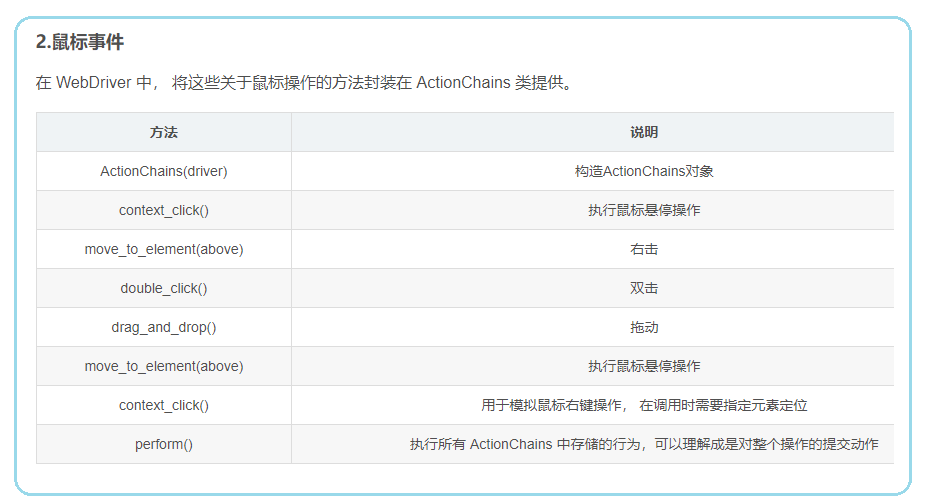 2.鼠标事件
在 WebDriver 中， 将这些关于鼠标操作的方法封装在 ActionChains 类提供。
方法 说明
ActionChains(driver) 构造ActionChains对象
context_click() 执行鼠标悬停操作
move_to_element(above) 右击
double_click() 双击
drag_and_drop() 拖动
move_to_element(above) 执行鼠标悬停操作
context_click() 用于模拟鼠标右键操作， 在调用时需要指定元素定位
perform() 执行所有 ActionChains 中存储的行为，可以理解成是对整个操作的提交动作